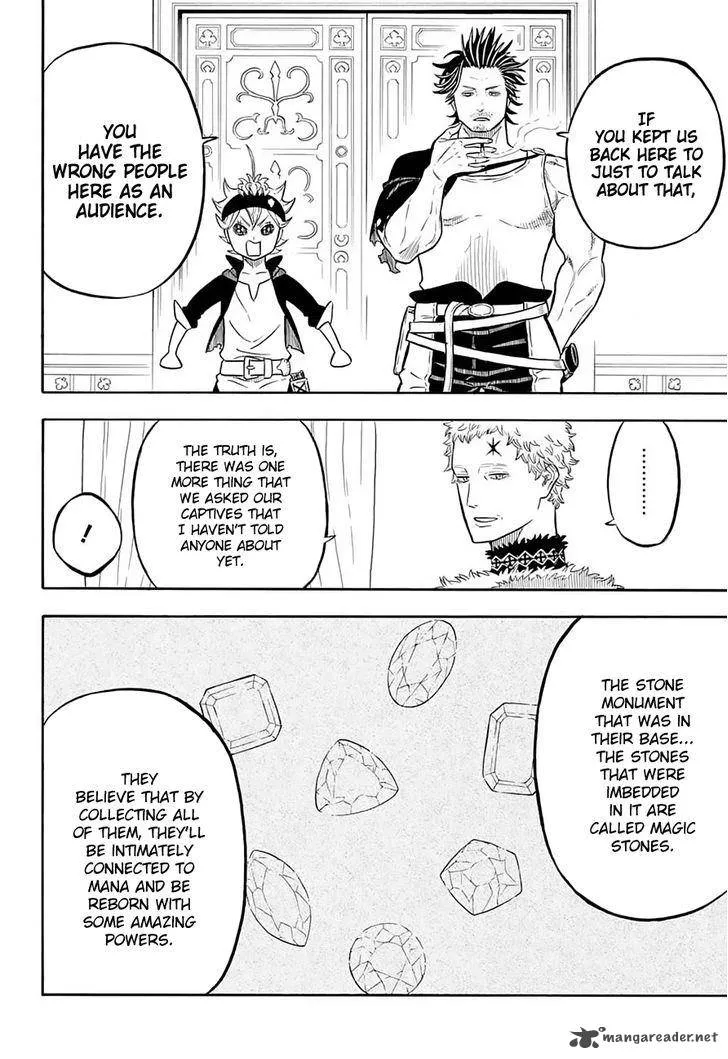 IF
YOU KEPT US
BACK HERE TO
JUST TO TALK
ABOUT THAT,
YOU
HAVE THE
WRONG PEOPLE
HERE AS AN
AUDIENCE.
.........
THE TRUTH IS,
THERE WAS ONE
MORE THING THAT
WE ASKED OUR
CAPTIVES THAT
I HAVEN'T TOLD
ANYONE ABOUT
YET.
!
THE STONE
MONUMENT
THAT WAS IN
THEIR BASE...
THE STONES
THAT WERE
IMBEDDED
IN IT ARE
CALLED MAGIC
STONES.
THEY
BELIEVE THAT BY
COLLECTING ALL
OF THEM, THEY'LL
BE INTIMATELY
CONNECTED TO
MANA AND BE
REBORN WITH
SOME AMAZING
POWERS.
mangareader.net